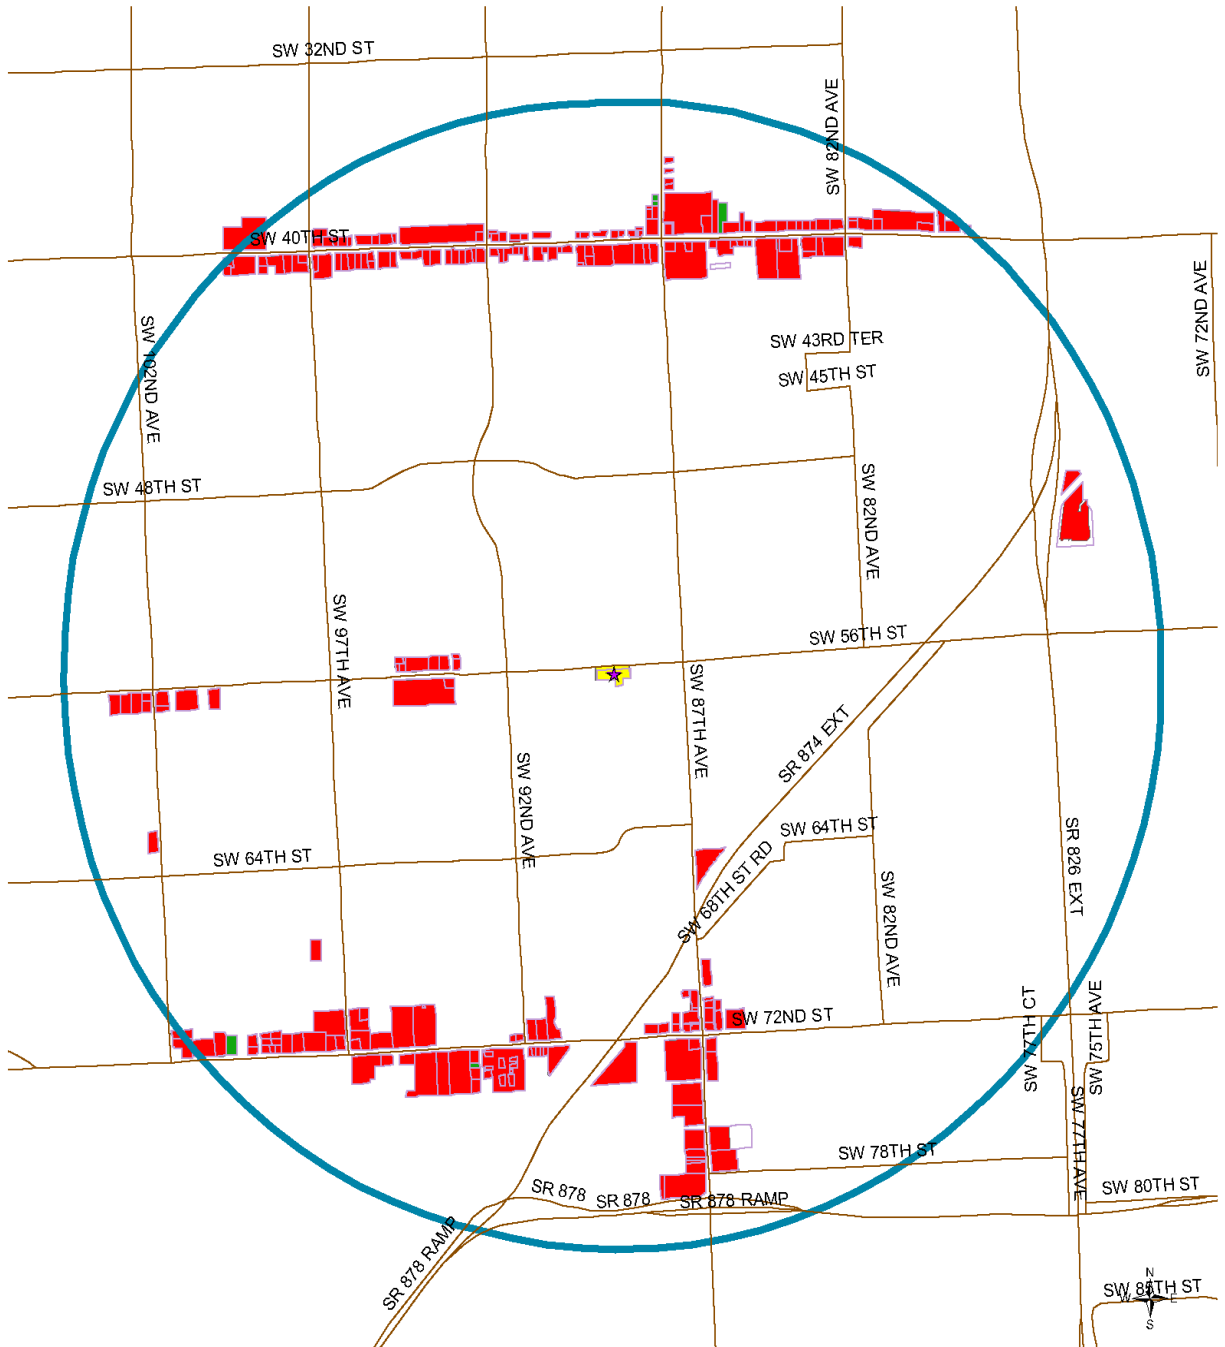 SW 32ND ST
SW 82ND AVE
SW 40TH ST
SW 72ND AVE
SW 102ND AVE
SW 43RD TER
SW 45TH ST
SW 48TH ST
SW 82ND AVE
SW 97TH AVE
SW 56TH ST
SW 87TH AVE
SR 874 EXT
SW 92ND AVE
SW 64TH ST
SR 826 EXT
SW 64TH ST
SW 68TH ST RD
SW 82ND AVE
SW 72ND ST
SW 77TH CT
SW 75TH AVE
SW 77TH AVE
SW 78TH ST
SR 878
SR 878
SR 878 RAMP
SW 80TH ST
SR 878 RAMP
N
SW 85TH ST
W E
S